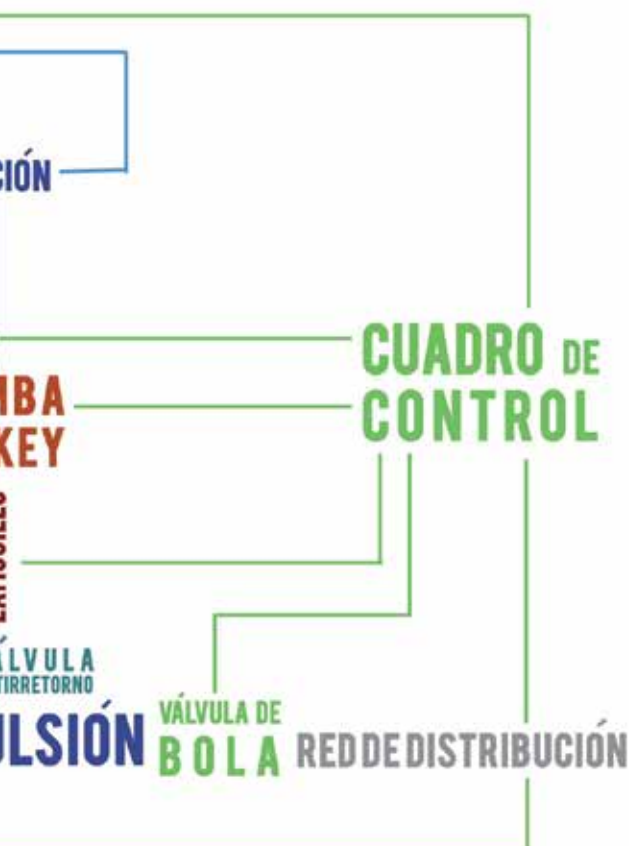 CIÓN
CUADRO DE
CONTROL
MBA
KEY
ÁLVULA
TIRRETORNO
ULSIÓN
VÁLVULA DE
BOLA
RED DE DISTRIBUCIÓN